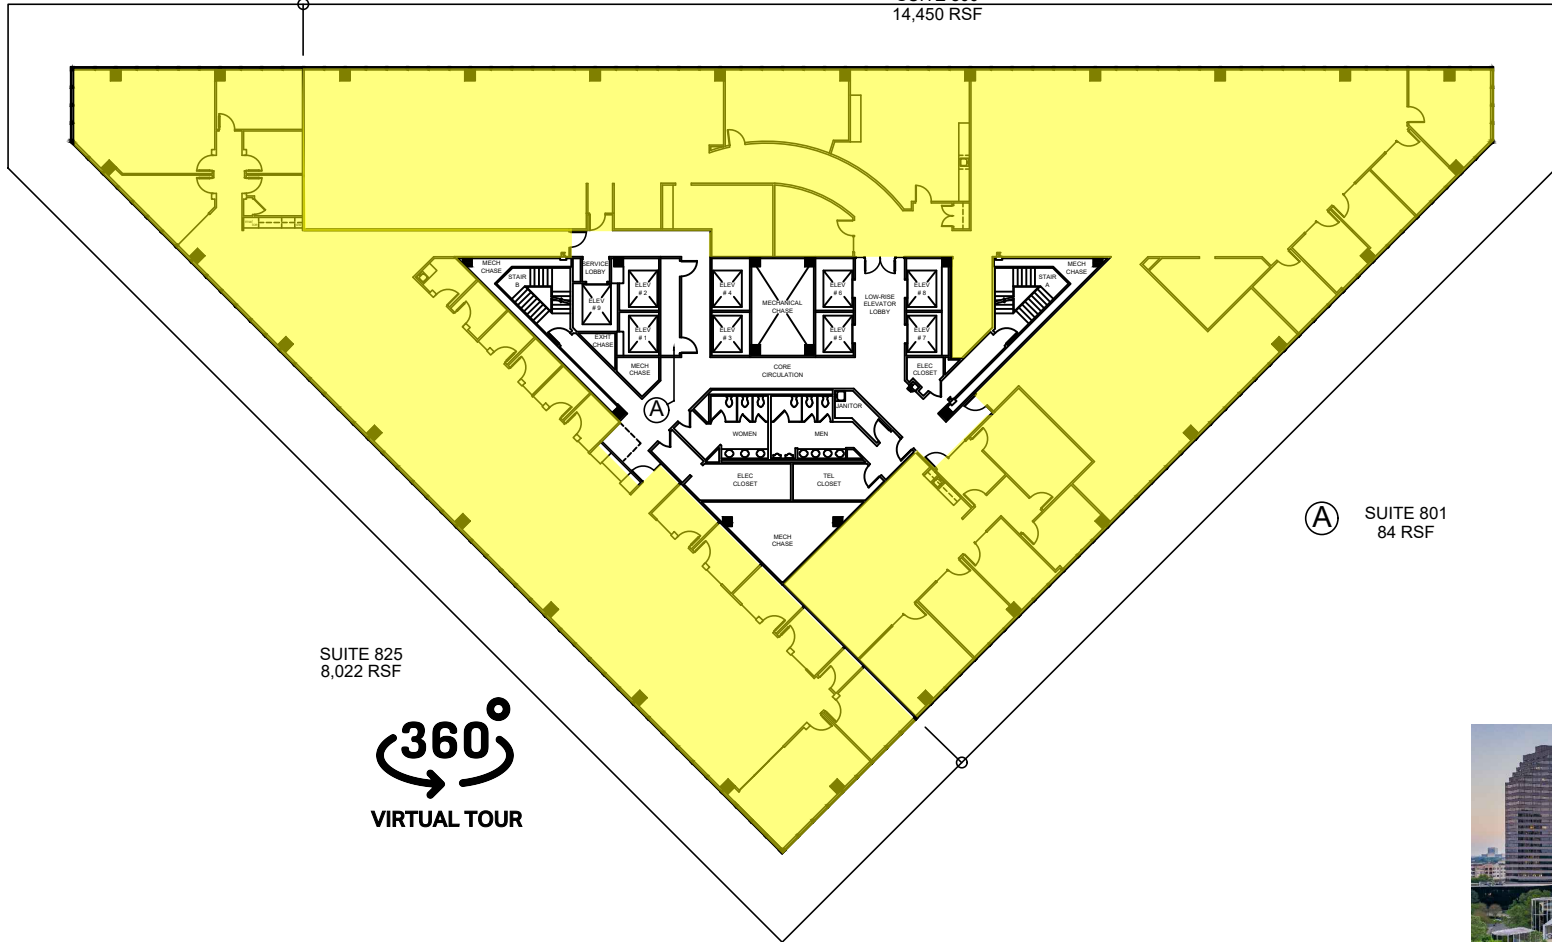 14,450 RSF
MECH
CHASE
STAIR
B
SERVICE
LOBBY
ELEV
# 9
ELEV
# 2
ELEV
# 1
EXHT
CHASE
MECH
CHASE
ELEV
# 4
ELEV
# 3
MECHANICAL
CHASE
ELEV
# 6
ELEV
# 5
LOW-RISE
ELEVATOR
LOBBY
ELEV
# 8
ELEV
# 7
ELEC
CLOSET
STAIR
A
MECH
CHASE
CORE
CIRCULATION
A
WOMEN
MEN
JANITOR
ELEC
CLOSET
TEL
CLOSET
MECH
CHASE
A
SUITE 801
84 RSF
SUITE 825
8,022 RSF
360°
VIRTUAL TOUR